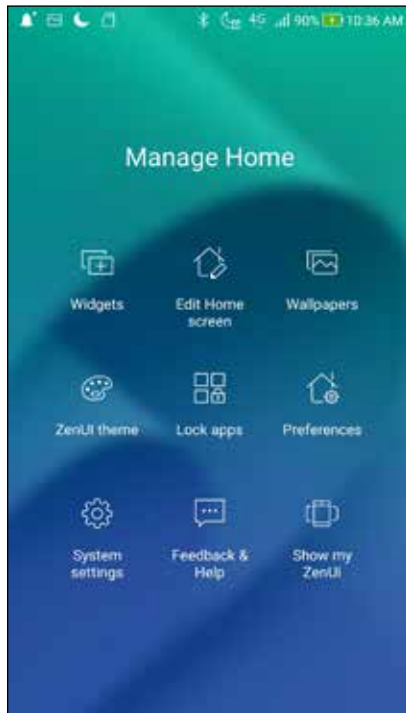 4G 90% 10:36 AM
Manage Home
Widgets Edit Home screen Wallpapers
ZenUI theme Lock apps Preferences
System settings Feedback & Help Show my ZenUI